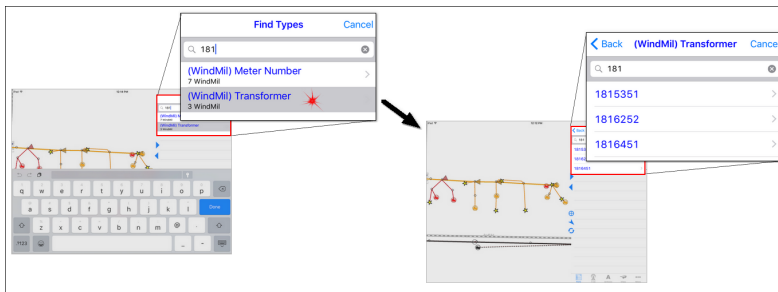 Find Types
Cancel
181
(WindMil) Meter Number
7 WindMil
(WindMil) Transformer
3 WindMil
Back
(WindMil) Transformer
Cance
181
1815351
1816252
1816451
q w e r t y u i o p
a s d f g h j k l
Done
z x c v b n m @ . _ -
.?123